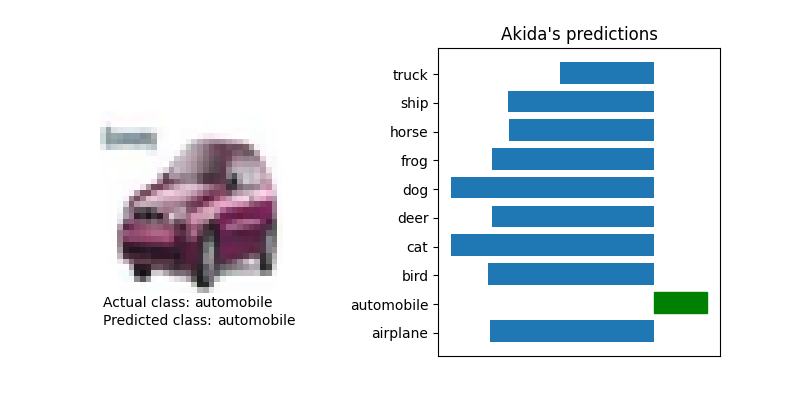 Akida's predictions
truck
ship
horse
frog
dog
deer
cat
bird
automobile
airplane
Actual class: automobile
Predicted class: automobile